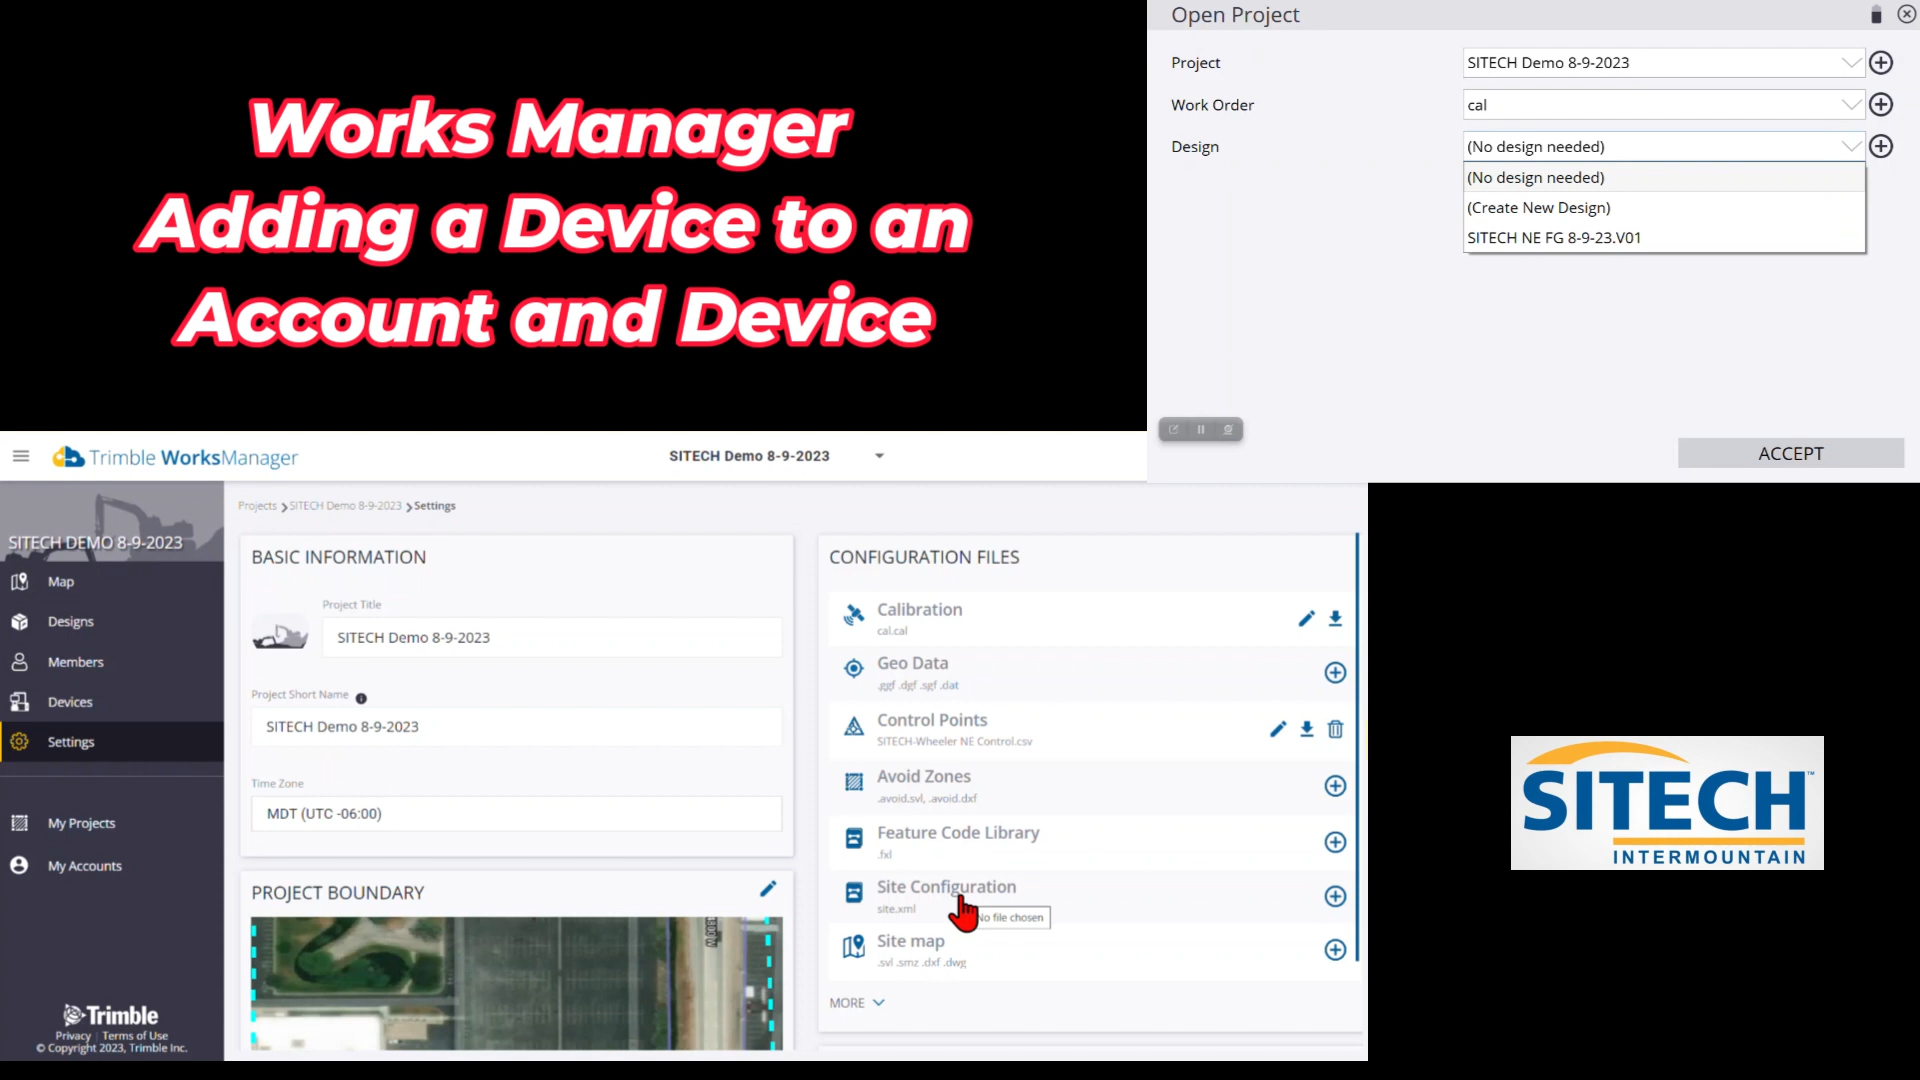 Works Manager
Adding a Device to an
Account and Device
Open Project
Project
SITECH Demo 8-9-2023
Work Order
cal
Design
(No design needed)
(No design needed)
(Create New Design)
SITECH NE FG 8-9-23.V01
ACCEPT
Trimble WorksManager
SITECH Demo 8-9-2023
SITECH DEMO 8-9-2023
Map
Designs
Members
Devices
Settings
My Projects
My Accounts
Trimble
Privacy | Terms of Use
© Copyright 2023, Trimble Inc.
Projects > SITECH Demo 8-9-2023 > Settings
BASIC INFORMATION
Project Title
SITECH Demo 8-9-2023
Project Short Name
SITECH Demo 8-9-2023
Time Zone
MDT (UTC -06:00)
PROJECT BOUNDARY
CONFIGURATION FILES
Calibration
cal.cal
Geo Data
.ggf .dgf .sgf .dat
Control Points
SITECH-Wheeler NE Control.csv
Avoid Zones
.avoid.svl, .avoid.dxf
Feature Code Library
.fxl
Site Configuration
site.xml
No file chosen
Site map
.svl .smz .dxf .dwg
MORE
SITECH™
INTERMOUNTAIN